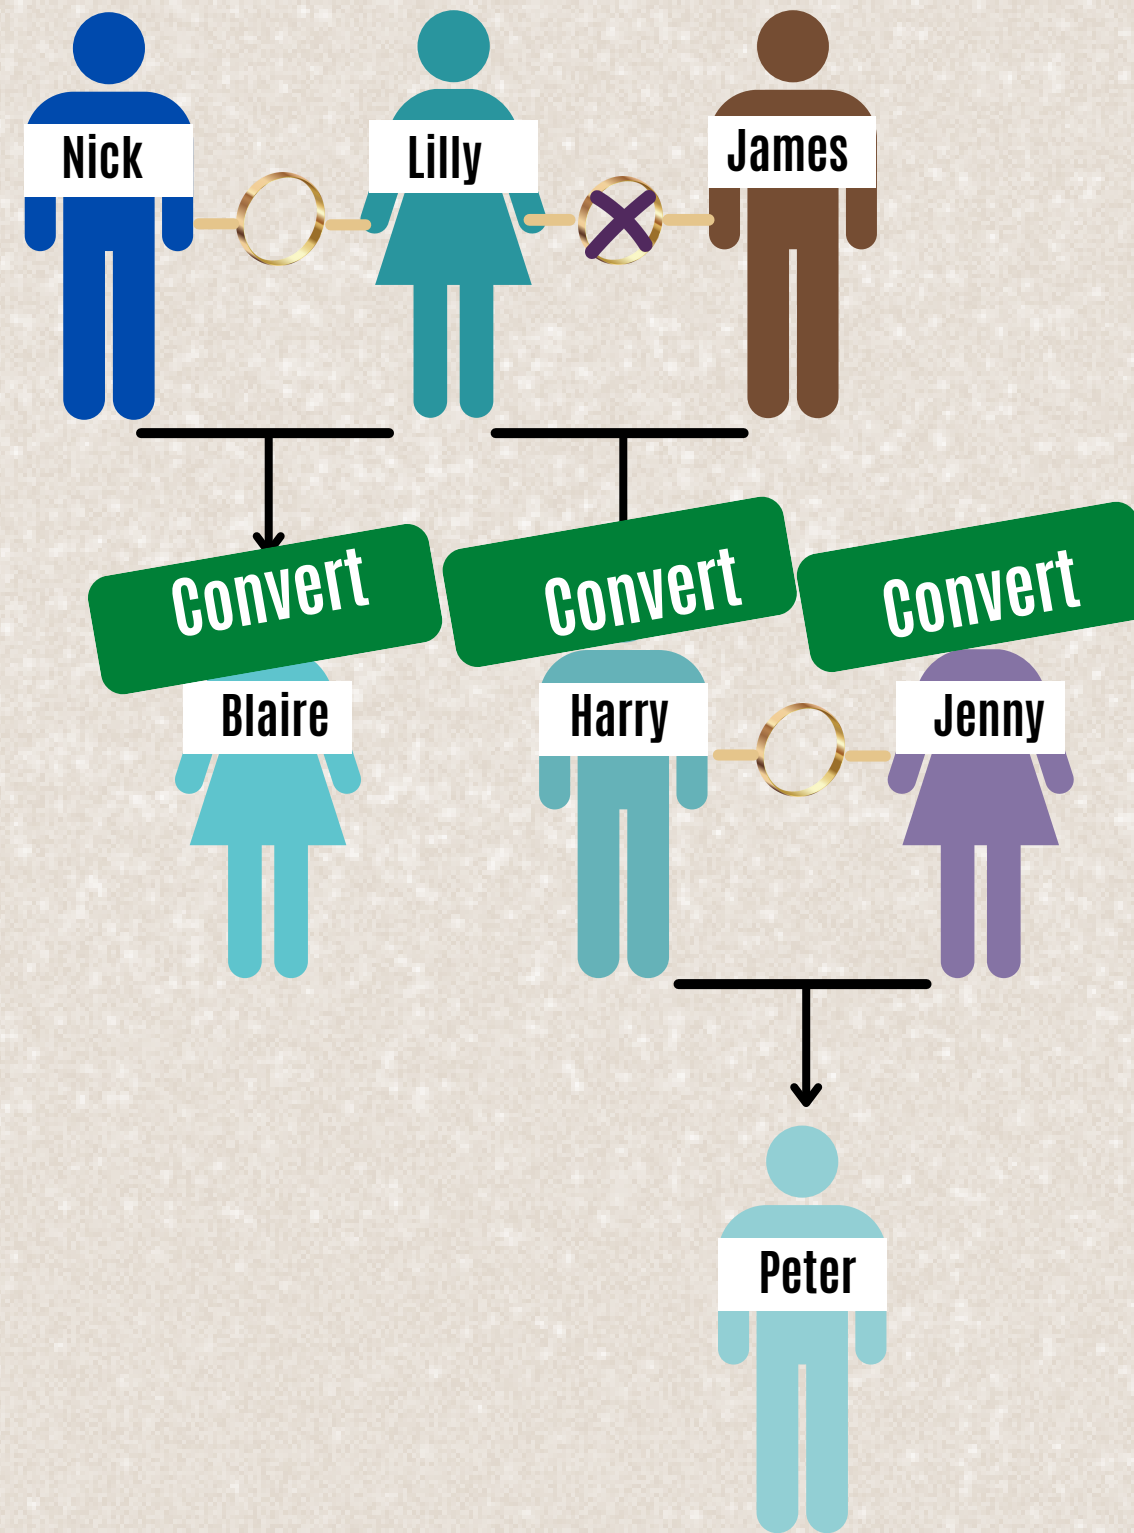 Nick
Lilly
James
Convert
Convert
Convert
Blaire
Harry
Jenny
Peter